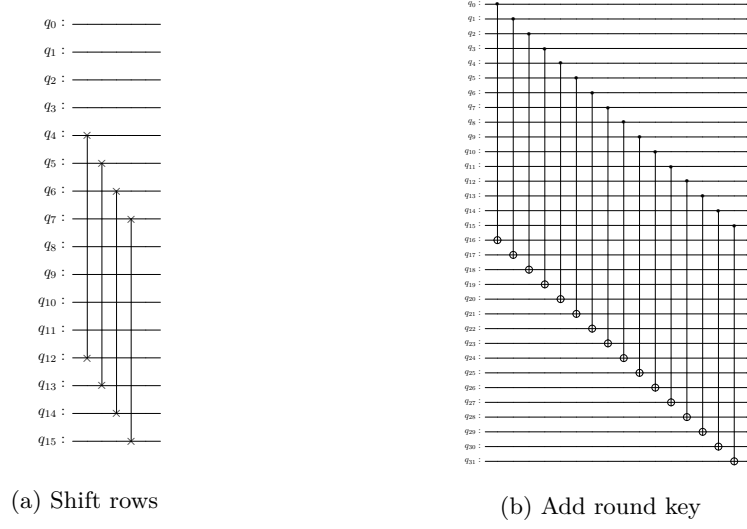 q0 :
q1 :
q2 :
q3 :
q4 :
q5 :
q6 :
q7 :
q8 :
q9 :
q10 :
q11 :
q12 :
q13 :
q14 :
q15 :
(a) Shift rows
q0 :
q1 :
q2 :
q3 :
q4 :
q5 :
q6 :
q7 :
q8 :
q9 :
q10 :
q11 :
q12 :
q13 :
q14 :
q15 :
q16 :
q17 :
q18 :
q19 :
q20 :
q21 :
q22 :
q23 :
q24 :
q25 :
q26 :
q27 :
q28 :
q29 :
q30 :
q31 :
(b) Add round key